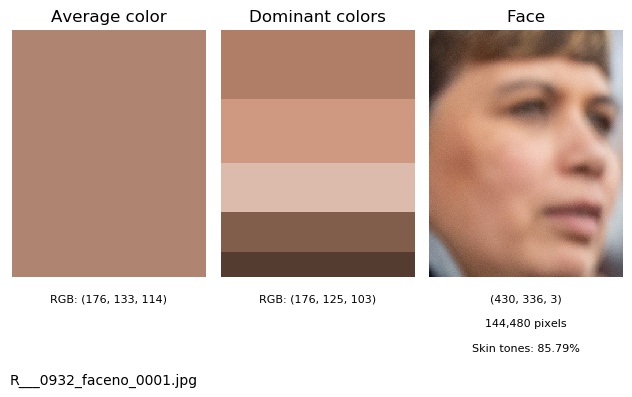 Average color
Dominant colors
Face
RGB: (176, 133, 114)
RGB: (176, 125, 103)
(430, 336, 3)
144,480 pixels
Skin tones: 85.79%
R___0932_faceno_0001.jpg